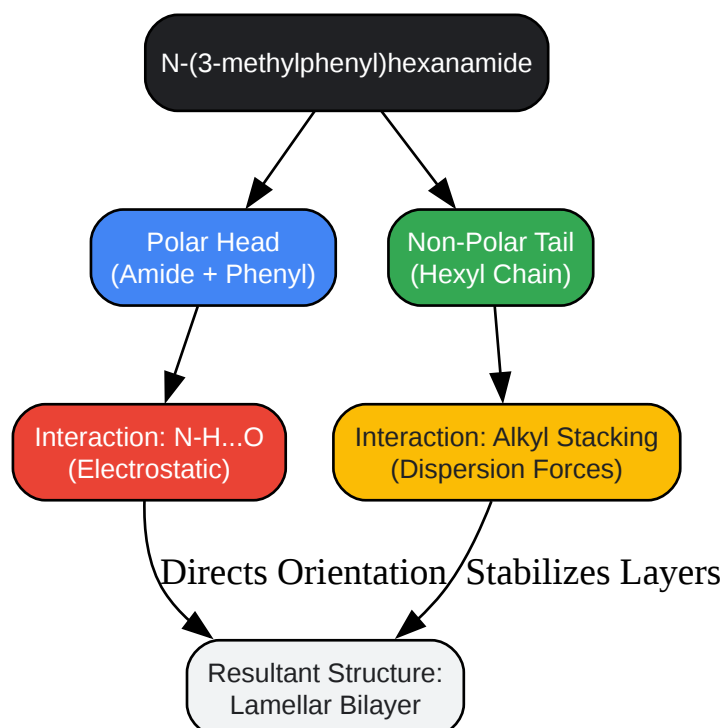 N-(3-methylphenyl)hexanamide
Polar Head
(Amide + Phenyl)
Non-Polar Tail
(Hexyl Chain)
Interaction: N-H...O
(Electrostatic)
Interaction: Alkyl Stacking
(Dispersion Forces)
Directs Orientation
Stabilizes Layers
Resultant Structure:
Lamellar Bilayer